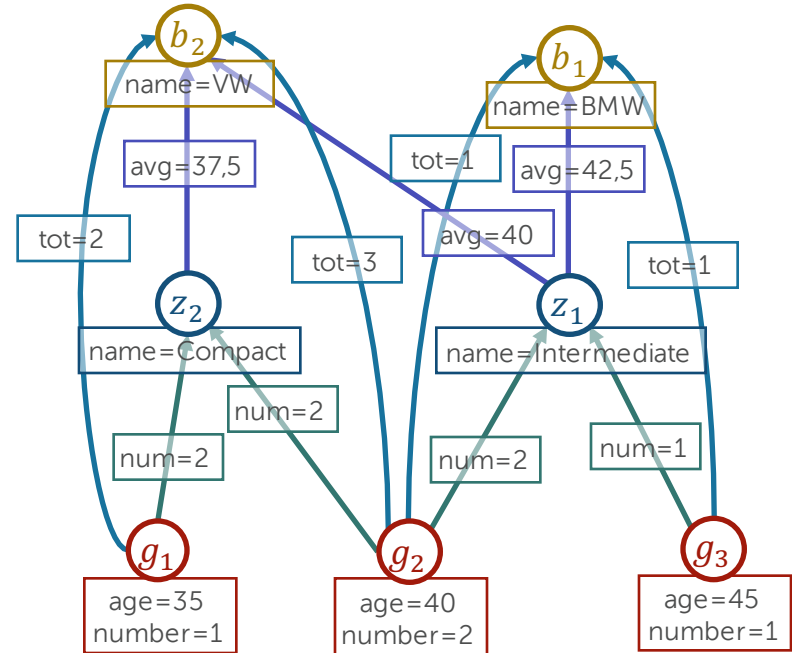 b₂
b₁
name=VW
name=BMW
tot=1
avg=37,5
avg=42,5
tot=2
avg=40
tot=3
tot=1
z₂
z₁
name=Compact
name=Intermediate
num=2
num=2
num=2
num=1
g₁
g₂
g₃
age=35
number=1
age=40
number=2
age=45
number=1